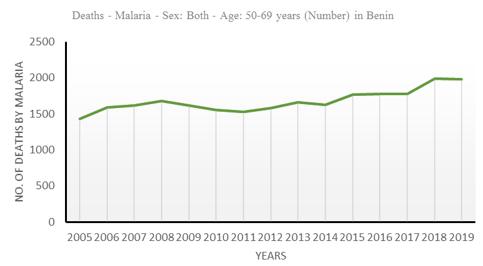 Deaths - Malaria - Sex: Both - Age: 50-69 years (Number) in Benin
2500
2000
1500
1000
500
0
NO. OF DEATHS BY MALARIA
2005 2006 2007 2008 2009 2010 2011 2012 2013 2014 2015 2016 2017 2018 2019
YEARS